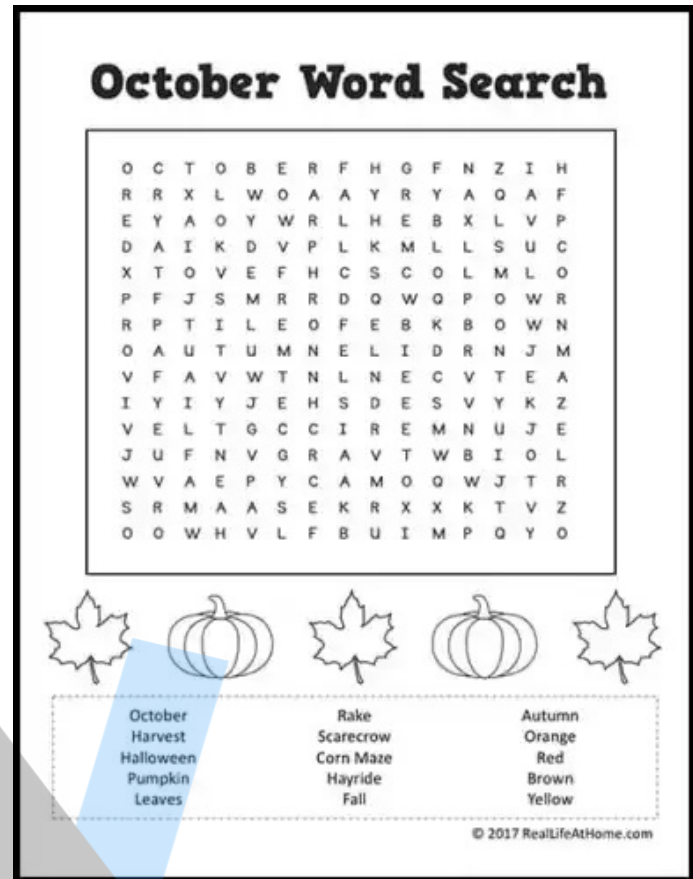 October Word Search
O C T O B E R F H G F N Z I H
R R X L W O A A Y R Y A Q A F
E Y A O Y W R L H E B X L V P
D A I K D V P L K M L L S U C
X T O V E F H C S C O L M L O
P F J S M R R D Q W Q P O W R
R P T I L E O F E B K B O W N
O A U T U M N E L I D R N J M
V F A V W T N L N E C V T E A
I Y I Y J E H S D E S V Y K Z
V E L T G C C I R E M N U J E
J U F N V G R A V T W B I O L
W V A E P Y C A M O Q W J T R
S R M A A S E K R X X K T V Z
O O W H V L F B U I M P Q Y O
October Rake Autumn
Harvest Scarecrow Orange
Halloween Corn Maze Red
Pumpkin Hayride Brown
Leaves Fall Yellow
© 2017 RealLifeAtHome.com